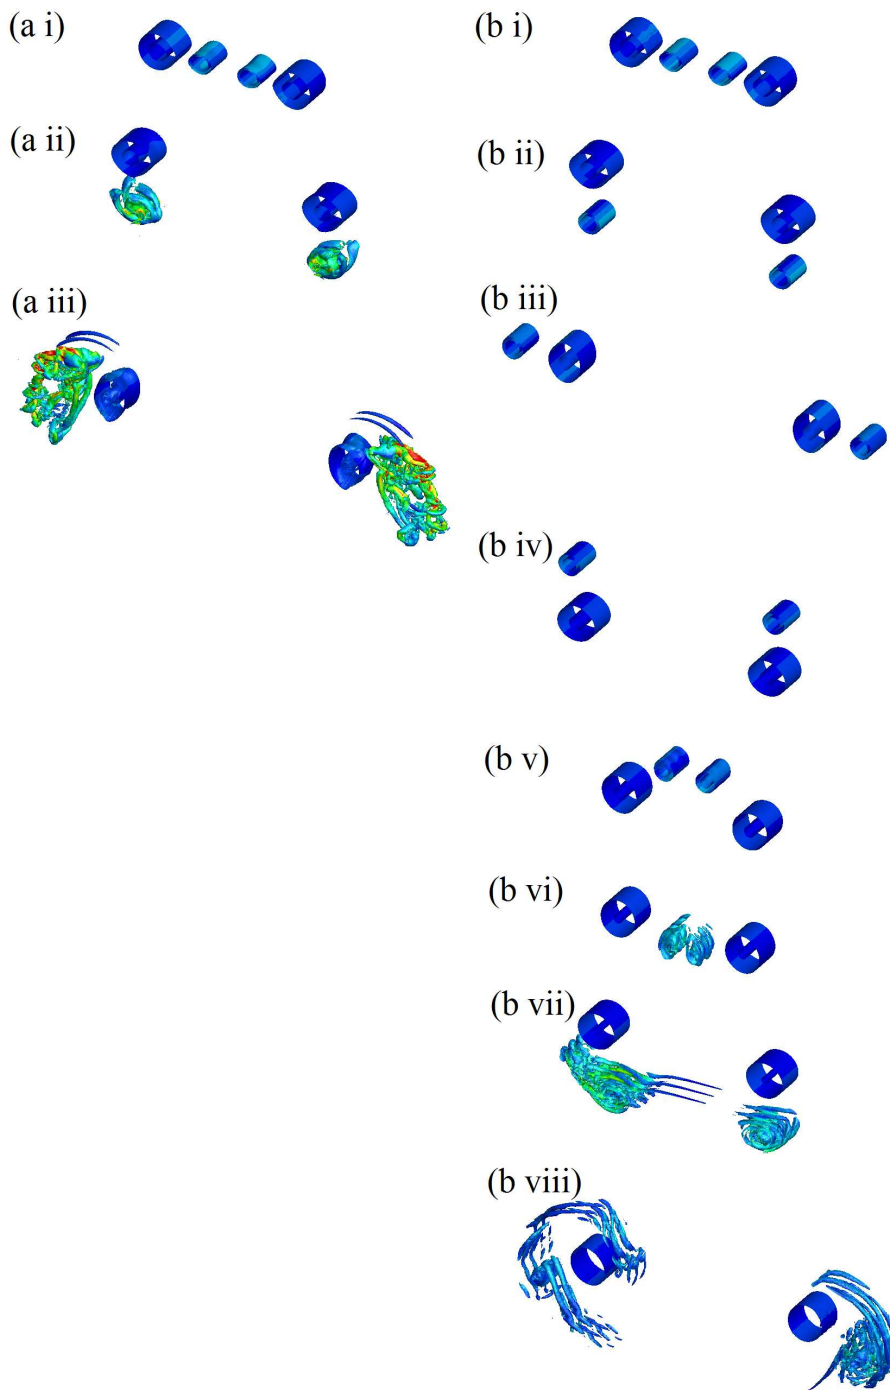 (a i)
(b i)
(a ii)
(b ii)
(a iii)
(b iii)
(b iv)
(b v)
(b vi)
(b vii)
(b viii)